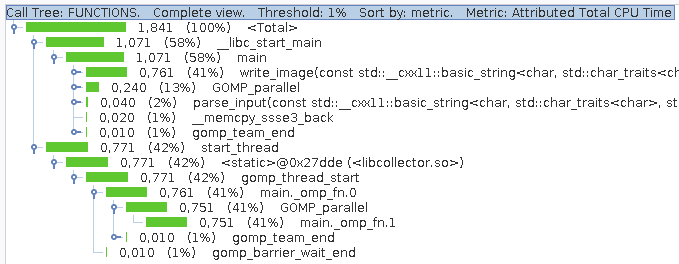 Call Tree: FUNCTIONS. Complete view. Threshold: 1% Sort by: metric. Metric: Attributed Total CPU Time
1,841 (100%) <Total>
1,071 (58%) __libc_start_main
1,071 (58%) main
0,761 (41%) write_image(const std::__cxx11::basic_string<char, std::char_traits<ch
0,240 (13%) GOMP_parallel
0,040 (2%) parse_input(const std::__cxx11::basic_string<char, std::char_traits<char>, st
0,020 (1%) __memcpy_ssse3_back
0,010 (1%) gomp_team_end
0,771 (42%) start_thread
0,771 (42%) <static>@0x27dde (<libcollector.so>)
0,771 (42%) gomp_thread_start
0,761 (41%) main._omp_fn.0
0,751 (41%) GOMP_parallel
0,751 (41%) main._omp_fn.1
0,010 (1%) gomp_team_end
0,010 (1%) gomp_barrier_wait_end